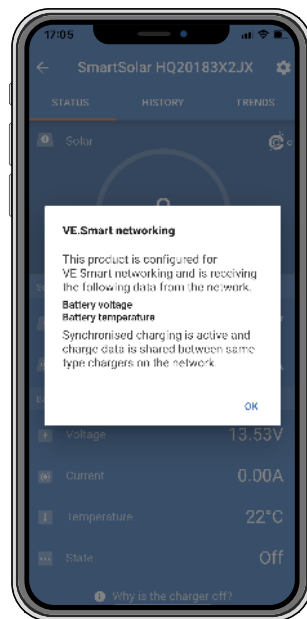 17:05
SmartSolar HQ20183X2JX
STATUS HISTORY TRENDS
Solar
VE.Smart networking
This product is configured for
VE Smart networking and is receiving
the following data from the network.
Battery voltage
Battery temperature
Synchronised charging is active and
charge data is shared between same
type chargers on the network
OK
Voltage 13.53V
Current 0.00A
Temperature 22°C
State Off
Why is the charger off?